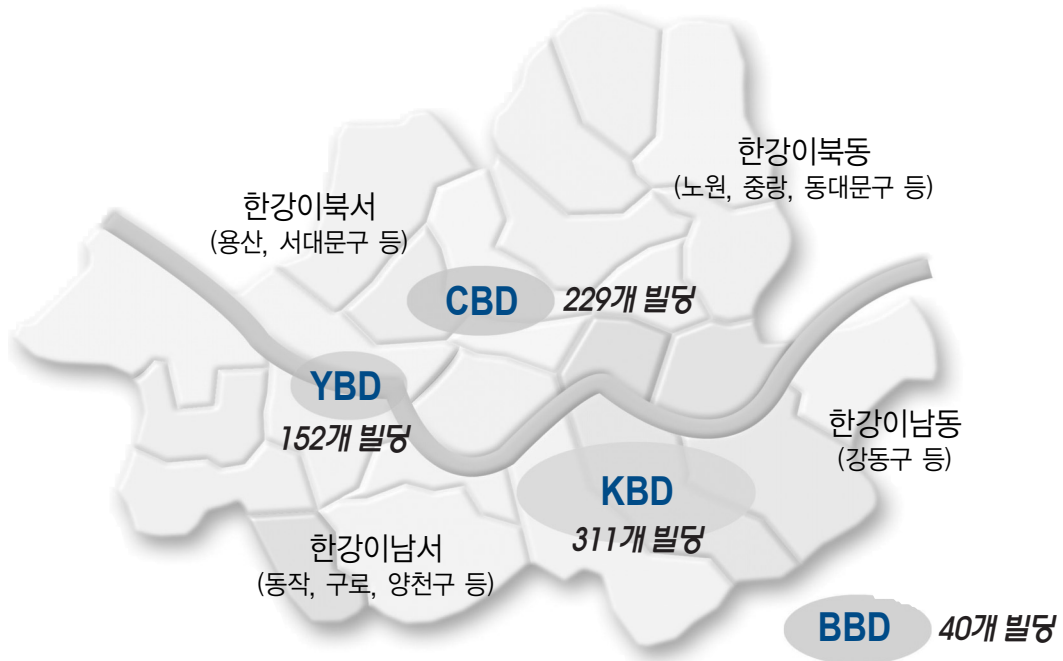 한강이북동
(노원, 중랑, 동대문구 등)
한강이북서
(용산, 서대문구 등)
CBD 229개 빌딩
YBD
152개 빌딩
한강이남동
(강동구 등)
KBD
311개 빌딩
한강이남서
(동작, 구로, 양천구 등)
BBD 40개 빌딩